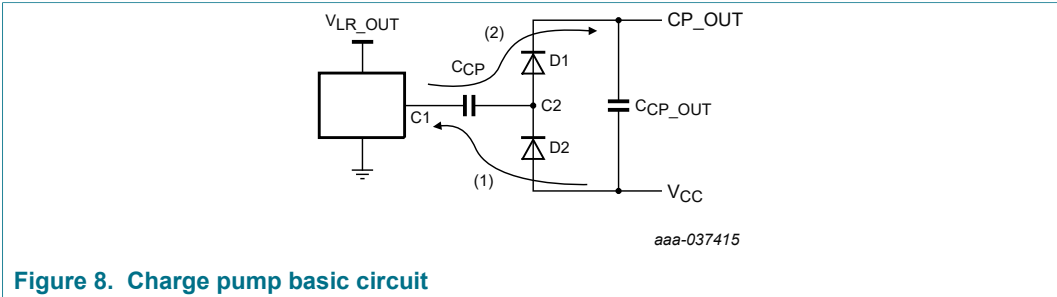 VLR_OUT
(2)
CP_OUT
D1
CCP
C1
C2
CCP_OUT
D2
(1)
VCC
aaa-037415
Figure 8. Charge pump basic circuit